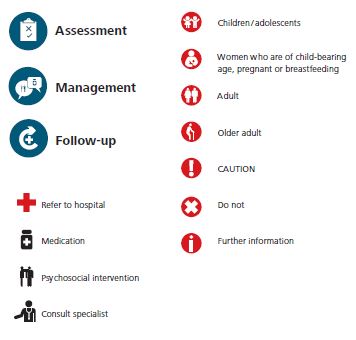 Assessment
Management
Follow-up
Refer to hospital
Medication
Psychosocial intervention
Consult specialist
Children/adolescents
Women who are of child-bearing
age, pregnant or breastfeeding
Adult
Older adult
CAUTION
Do not
Further information